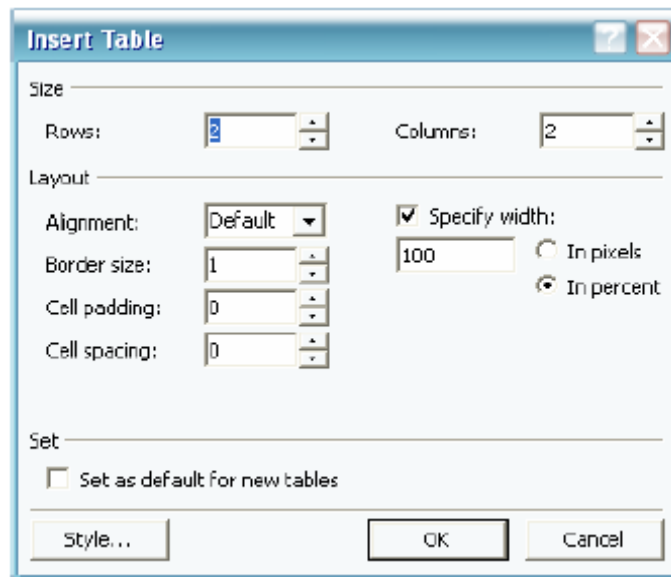 Insert Table ?
Size
Rows: 2 Columns: 2
Layout
Alignment: Default Specify width:
Border size: 1 100 In pixels
Cell padding: 0 In percent
Cell spacing: 0
Set
Set as default for new tables
Style... OK Cancel